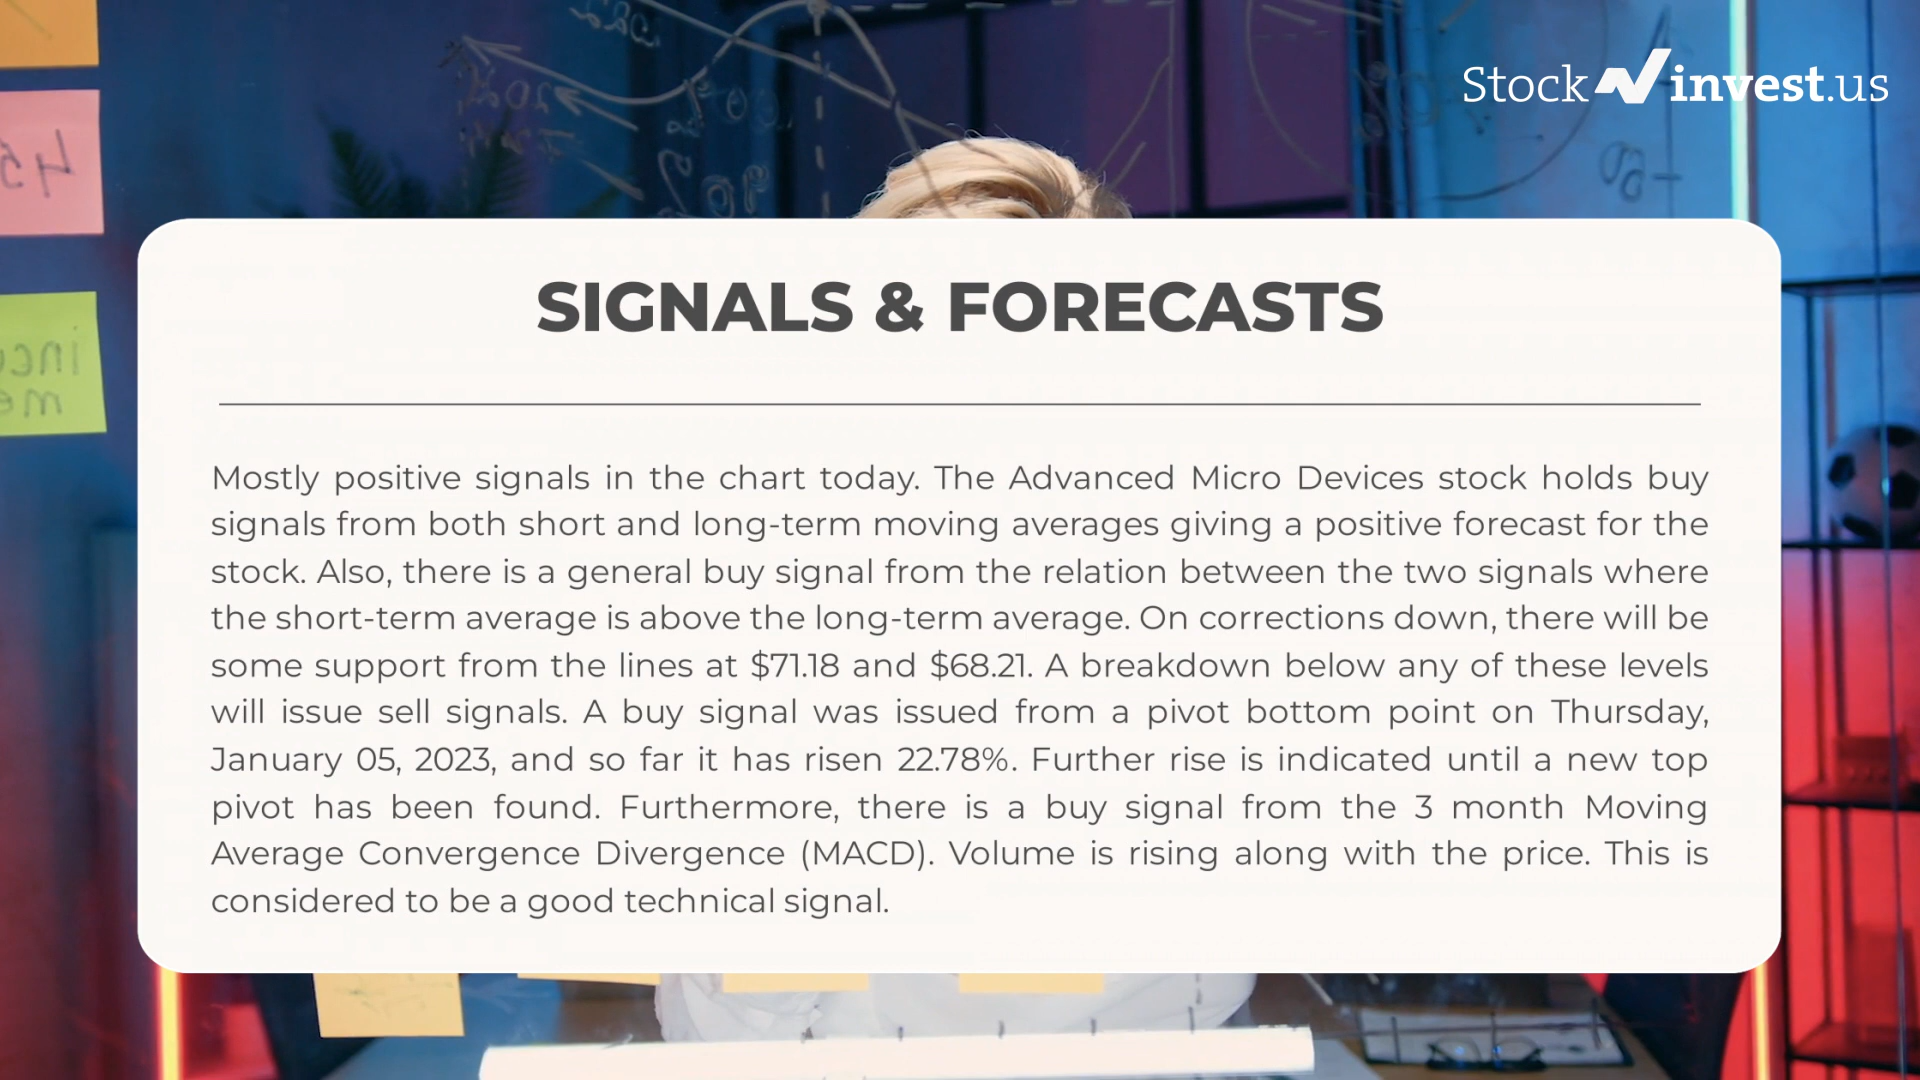 Stock invest.us
45
SIGNALS & FORECASTS
Mostly positive signals in the chart today. The Advanced Micro Devices stock holds buy
signals from both short and long-term moving averages giving a positive forecast for the
stock. Also, there is a general buy signal from the relation between the two signals where
the short-term average is above the long-term average. On corrections down, there will be
some support from the lines at $71.18 and $68.21. A breakdown below any of these levels
will issue sell signals. A buy signal was issued from a pivot bottom point on Thursday,
January 05, 2023, and so far it has risen 22.78%. Further rise is indicated until a new top
pivot has been found. Furthermore, there is a buy signal from the 3 month Moving
Average Convergence Divergence (MACD). Volume is rising along with the price. This is
considered to be a good technical signal.